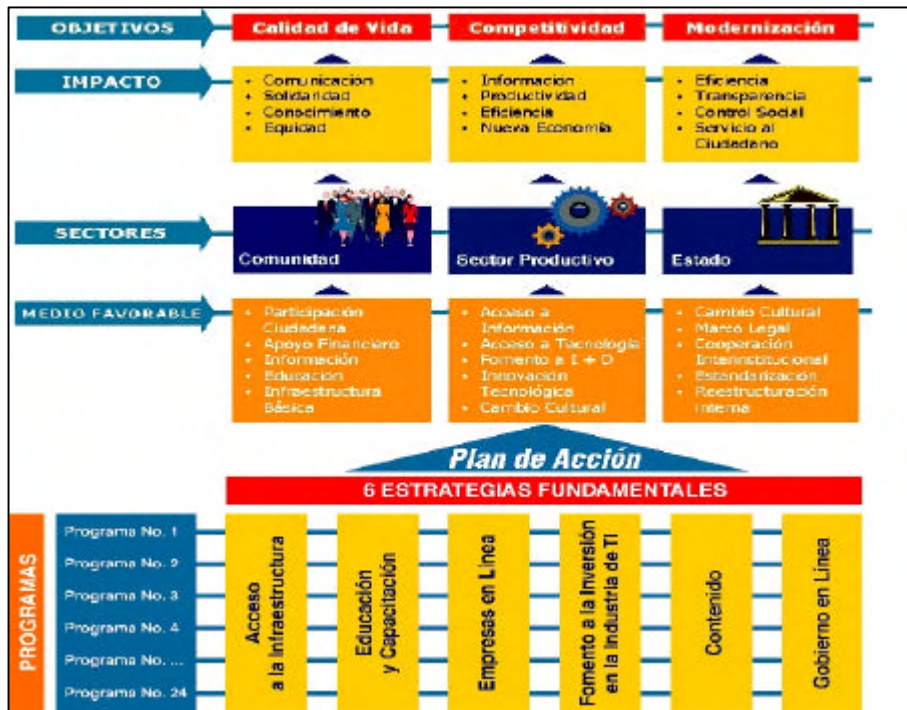 OBJETIVOS
Calidad de Vida
Competitividad
Modernización
IMPACTO
• Comunicación
• Solidaridad
• Conocimiento
• Equidad
• Información
• Productividad
• Eficiencia
• Nueva Economía
• Eficiencia
• Transparencia
• Control Social
• Servicio al
Ciudadano
SECTORES
Comunidad
Sector Productivo
Estado
MEDIO FAVORABLE
• Participación
Ciudadana
• Apoyo Financiero
• Información
• Educación
• Infraestructura
Básica
• Acceso a
Información
• Acceso a Tecnología
• Fomento a I + D
• Innovación
Tecnológica
• Cambio Cultural
• Cambio Cultural
• Marco Legal
• Cooperación
Interinstitucional
• Estandarización
• Reestructuración
Interna
Plan de Acción
6 ESTRATEGIAS FUNDAMENTALES
PROGRAMAS
Programa No. 1
Programa No. 2
Programa No. 3
Programa No. 4
Programa No. ...
Programa No. 24
Acceso
a la Infraestructura
Educación
y Capacitación
Empresas en Línea
Fomento a la Inversión
en la Industria de TI
Contenido
Gobierno en Línea